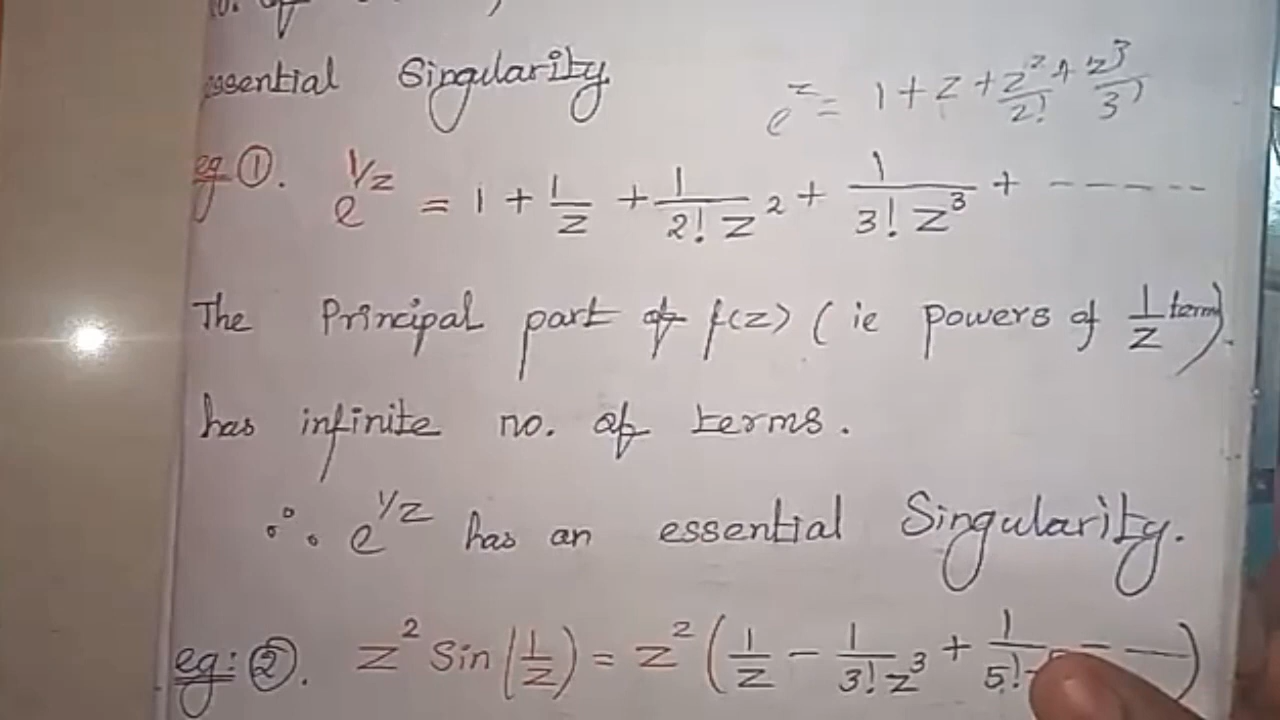 essential Singularity
e^z = 1 + z + z²/2! + z³/3!
eg ①. e^{1/z} = 1 + 1/z + 1/(2! z²) + 1/(3! z³) + ------
The Principal part of f(z) (ie powers of 1/z term).
has infinite no. of terms.
∴ e^{1/z} has an essential Singularity.
eg: ②. z² Sin(1/z) = z² (1/z − 1/(3! z³) + 1/5! ---)